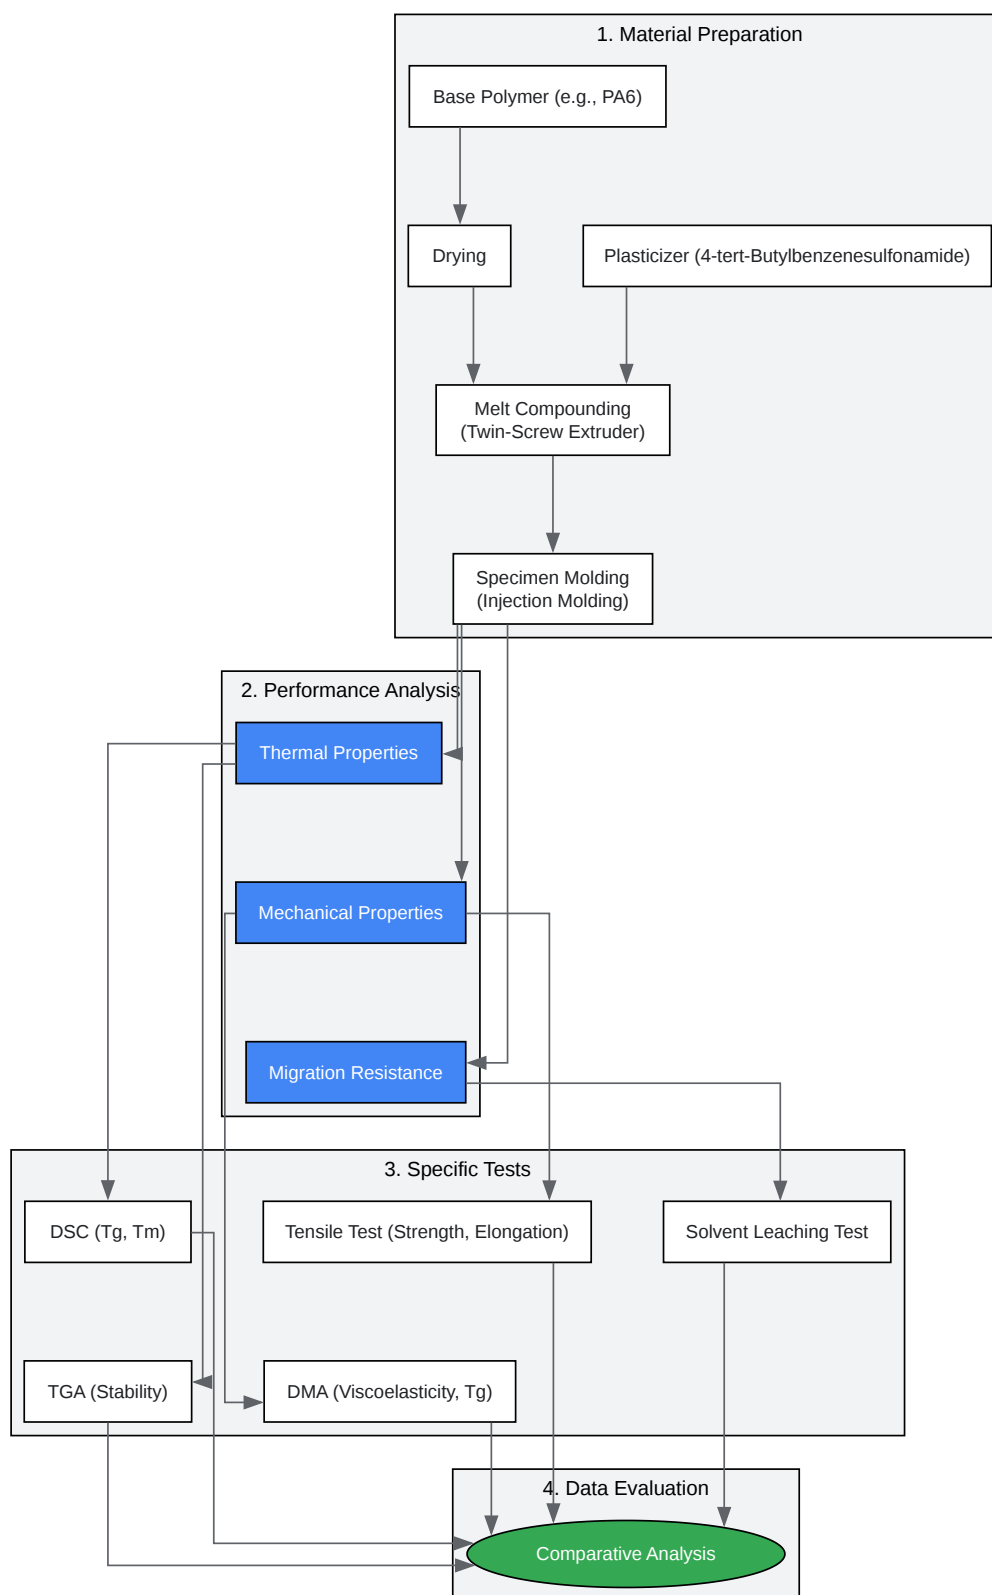 1. Material Preparation
Base Polymer (e.g., PA6)
Drying
Plasticizer (4-tert-Butylbenzenesulfonamide)
Melt Compounding
(Twin-Screw Extruder)
Specimen Molding
(Injection Molding)
2. Performance Analysis
Thermal Properties
Mechanical Properties
Migration Resistance
3. Specific Tests
DSC (Tg, Tm)
Tensile Test (Strength, Elongation)
Solvent Leaching Test
TGA (Stability)
DMA (Viscoelasticity, Tg)
4. Data Evaluation
Comparative Analysis